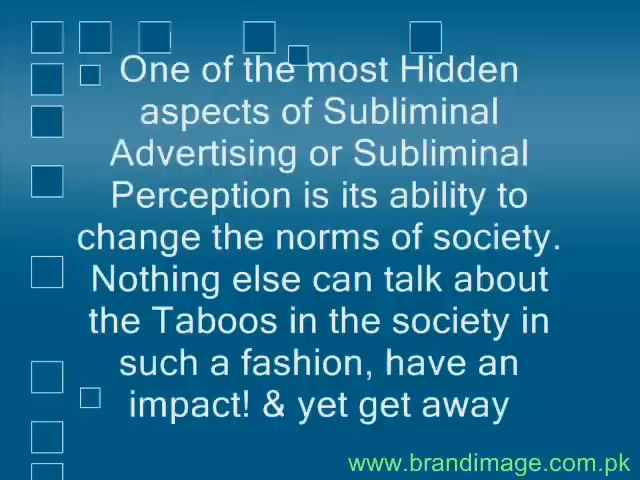 One of the most Hidden
aspects of Subliminal
Advertising or Subliminal
Perception is its ability to
change the norms of society.
Nothing else can talk about
the Taboos in the society in
such a fashion, have an
impact! & yet get away
www.brandimage.com.pk